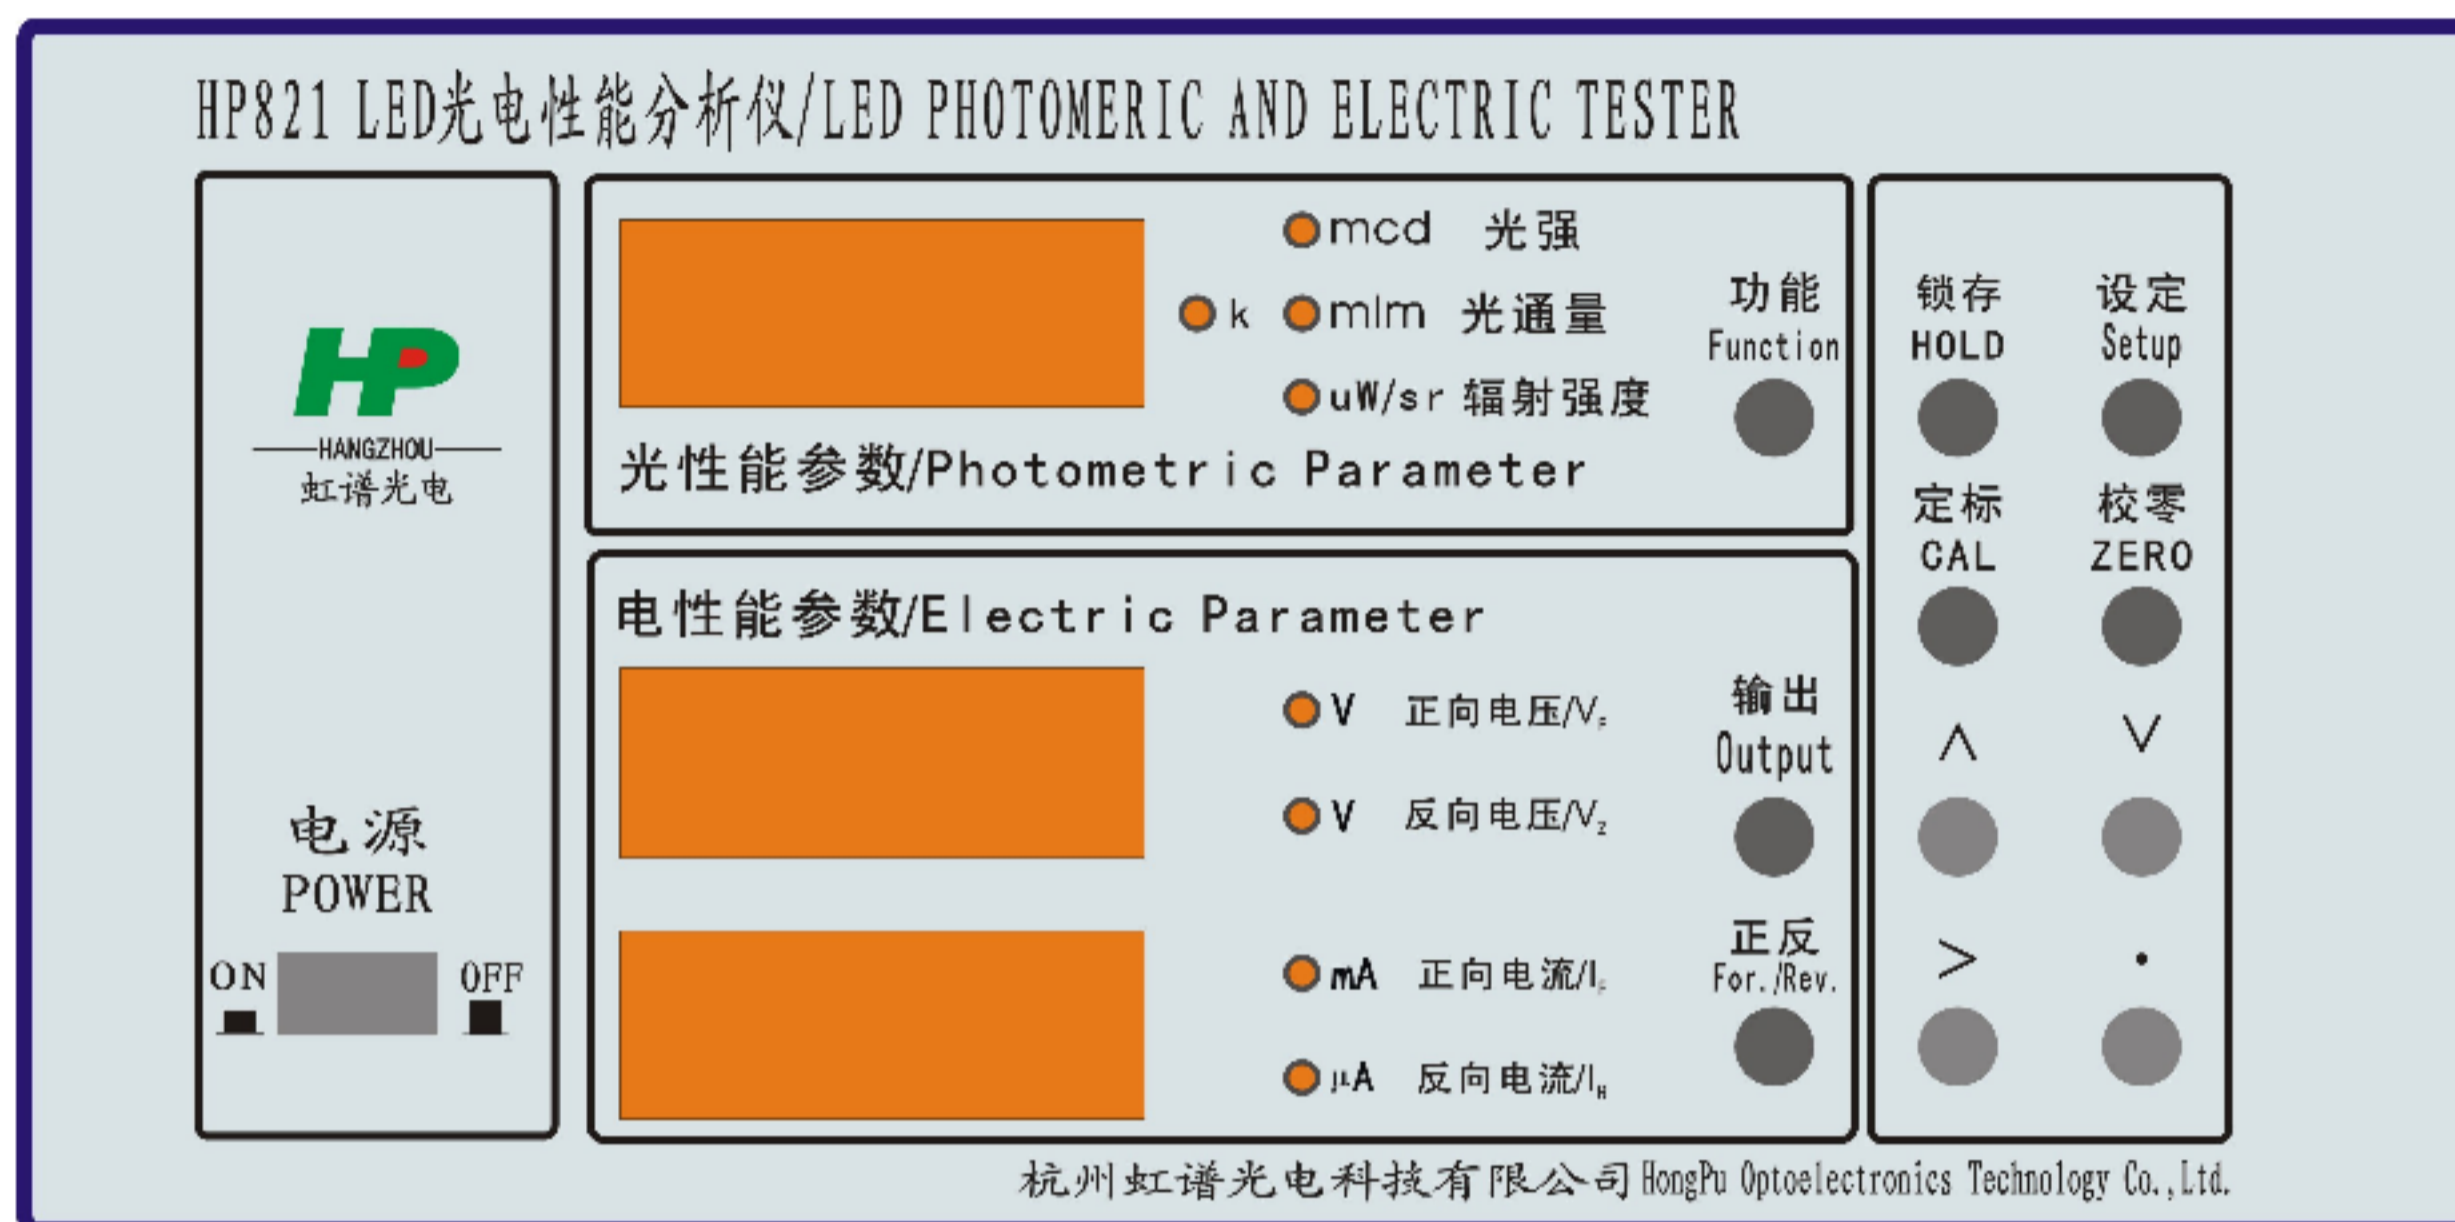 HP821 LED光电性能分析仪/LED PHOTOMERIC AND ELECTRIC TESTER
HP
HANGZHOU
虹谱光电
电源
POWER
ON
OFF
mcd 光强
k
mlm 光通量
uW/sr 辐射强度
光性能参数/Photometric Parameter
功能
Function
电性能参数/Electric Parameter
V 正向电压/VF
V 反向电压/VZ
mA 正向电流/IF
μA 反向电流/IR
输出
Output
正反
For./Rev.
锁存
HOLD
设定
Setup
定标
CAL
校零
ZERO
∧
∨
>
·
杭州虹谱光电科技有限公司 HongPu Optoelectronics Technology Co.,Ltd.